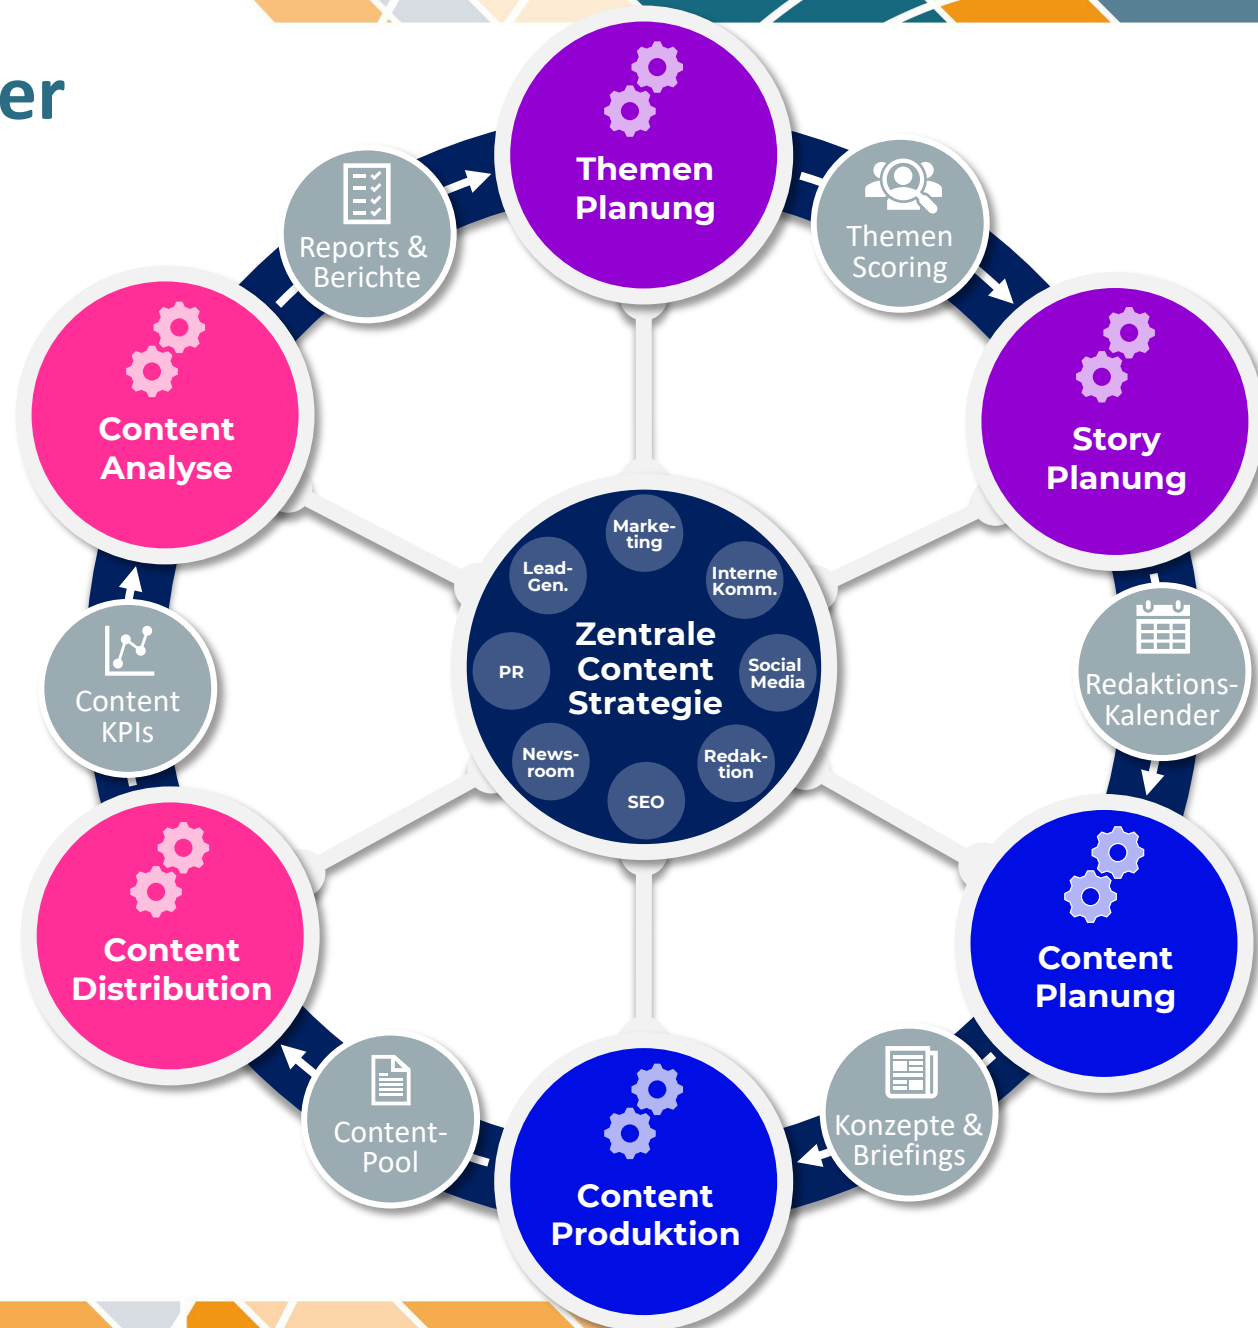 er
Themen
Planung
Themen
Scoring
Story
Planung
Redaktions-
Kalender
Content
Planung
Konzepte &
Briefings
Content
Produktion
Content-
Pool
Content
Distribution
Content
KPIs
Content
Analyse
Reports &
Berichte
Zentrale
Content
Strategie
Marke-
ting
Interne
Komm.
Social
Media
Redak-
tion
SEO
News-
room
PR
Lead-
Gen.